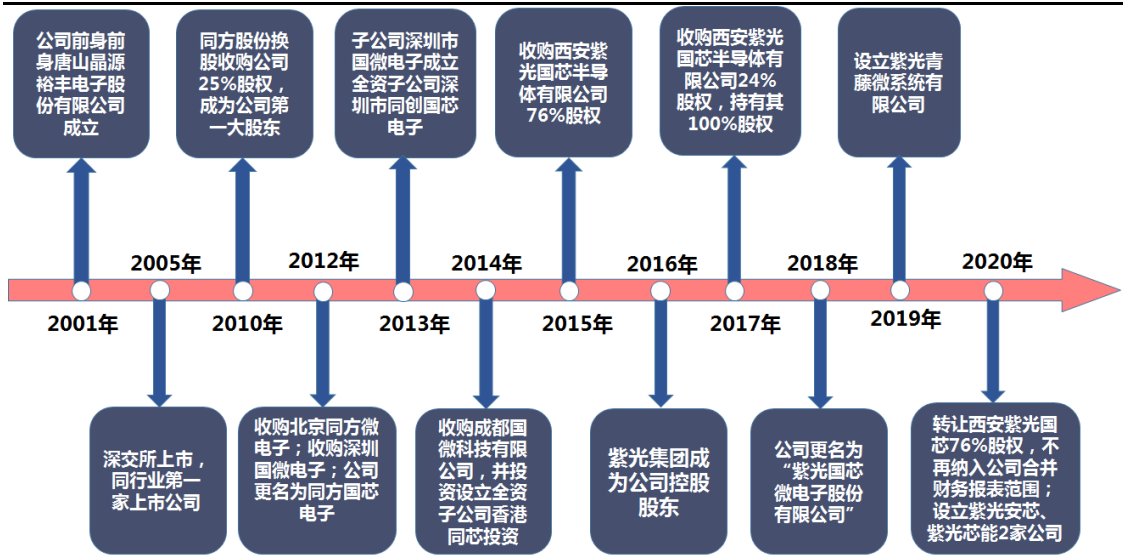 公司前身前
身唐山晶源
裕丰电子股
份有限公司
成立
同方股份换
股收购公司
25%股权，
成为公司第
一大股东
子公司深圳市
国微电子成立
全资子公司深
圳市同创国芯
电子
收购西安紫
光国芯半导
体有限公司
76%股权
收购西安紫光
国芯半导体有
限公司24%
股权，持有其
100%股权
设立紫光青
藤微系统有
限公司
2005年
2012年
2014年
2016年
2018年
2020年
2001年
2010年
2013年
2015年
2017年
2019年
深交所上市，
同行业第一
家上市公司
收购北京同方微
电子；收购深圳
国微电子；公司
更名为同方国芯
电子
收购成都国
微科技有限
公司，并投
资设立全资
子公司香港
同芯投资
紫光集团成
为公司控股
股东
公司更名为
“紫光国芯
微电子股份
有限公司”
转让西安紫光国
芯76%股权，不
再纳入公司合并
财务报表范围；
设立紫光安芯、
紫光芯能2家公司